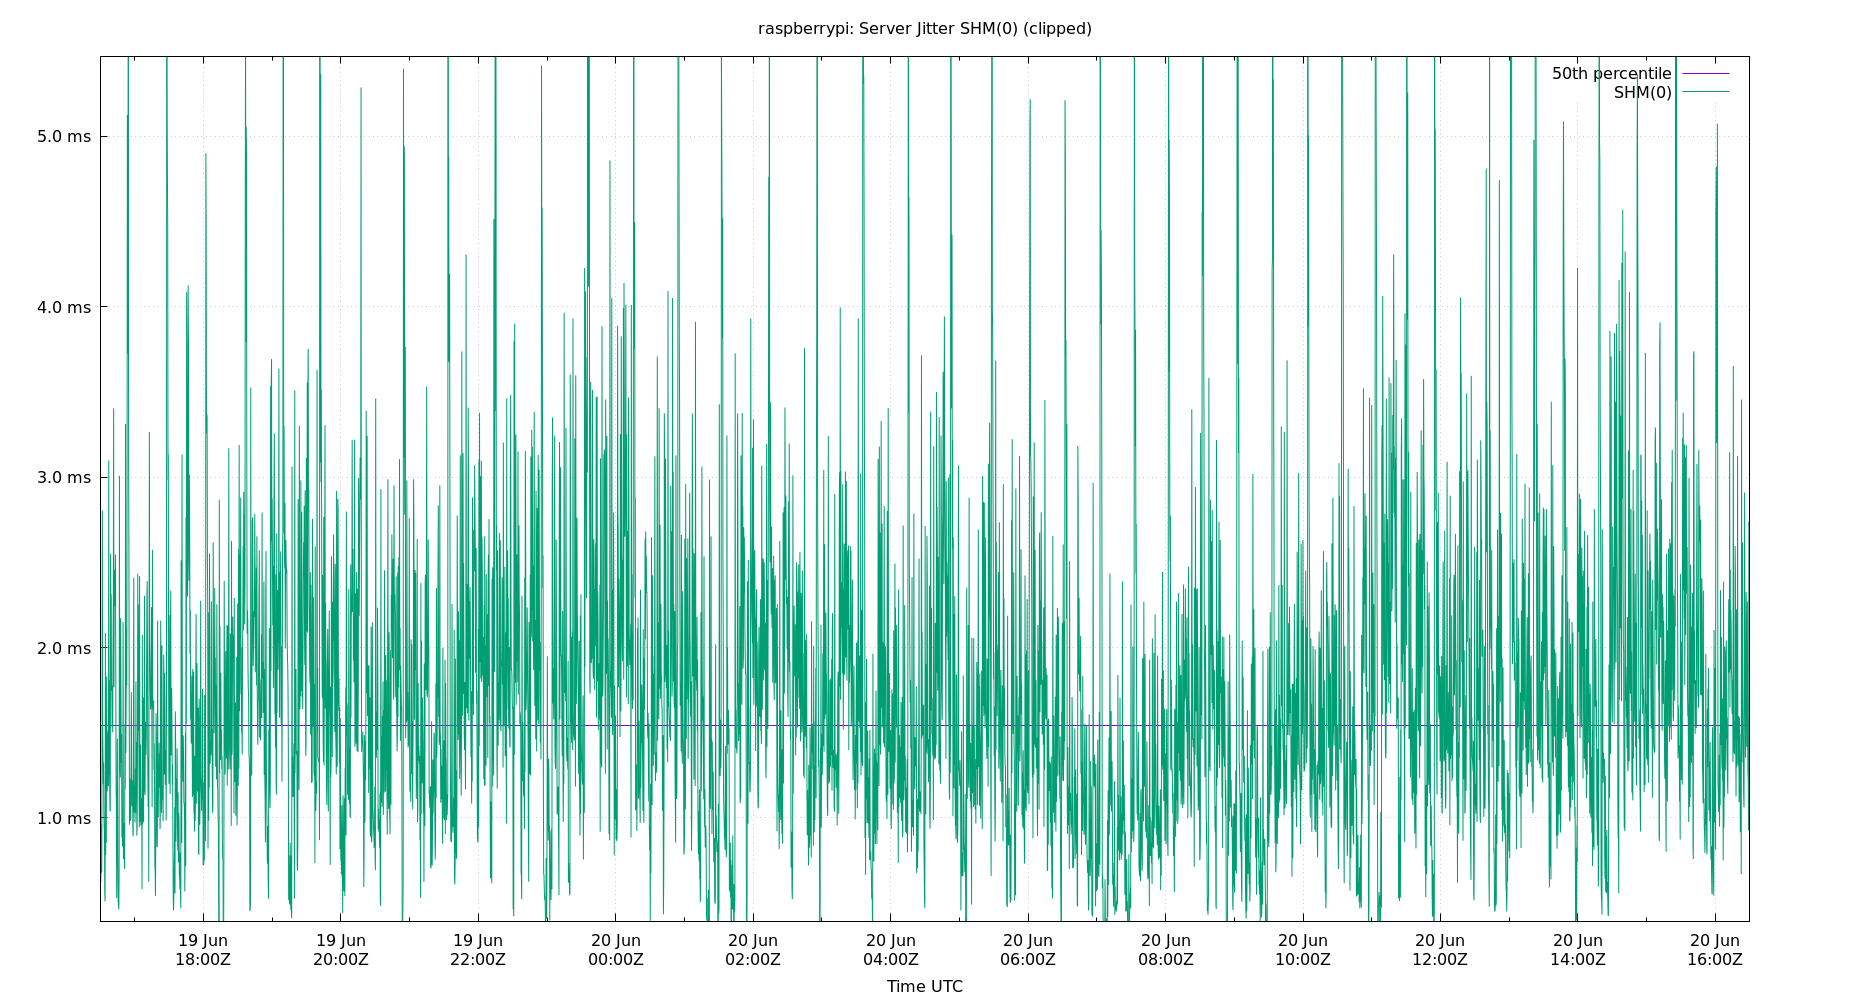 raspberrypi: Server Jitter SHM(0) (clipped)
50th percentile
SHM(0)
5.0 ms
4.0 ms
3.0 ms
2.0 ms
1.0 ms
19 Jun 19 Jun 19 Jun 20 Jun 20 Jun 20 Jun 20 Jun 20 Jun 20 Jun 20 Jun 20 Jun 20 Jun
18:00Z 20:00Z 22:00Z 00:00Z 02:00Z 04:00Z 06:00Z 08:00Z 10:00Z 12:00Z 14:00Z 16:00Z
Time UTC